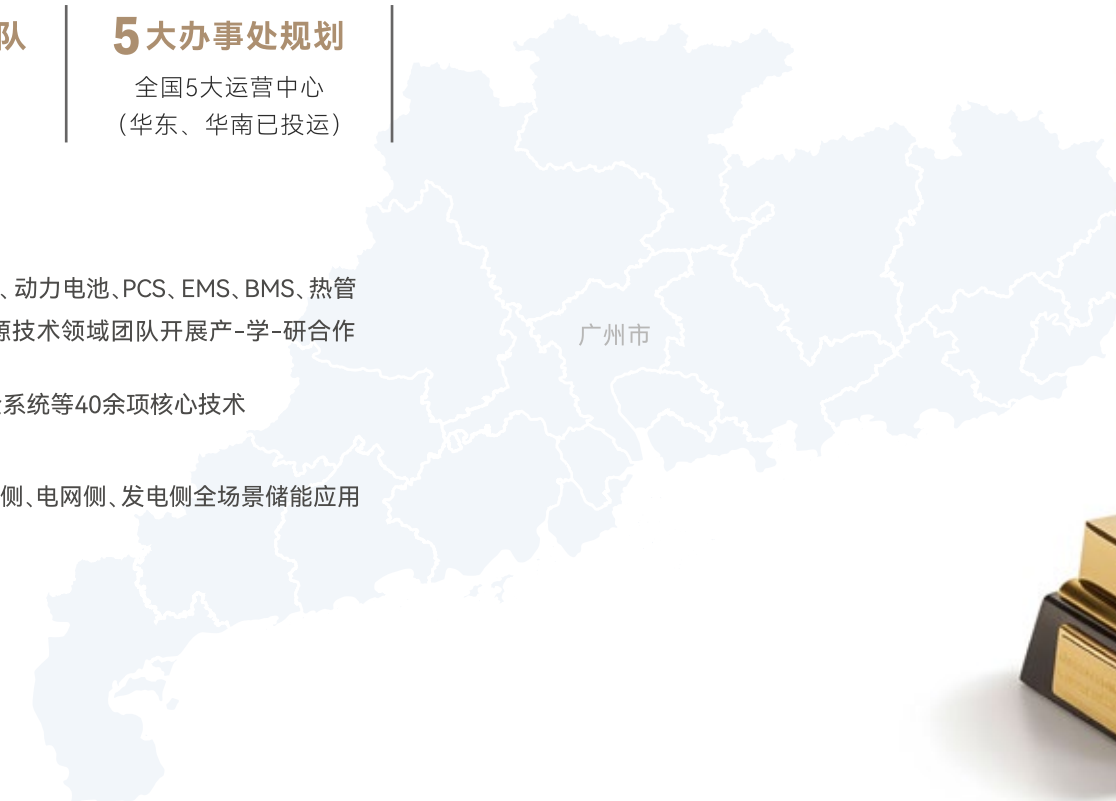 队
5大办事处规划
全国5大运营中心
（华东、华南已投运）
、动力电池、PCS、EMS、BMS、热管
源技术领域团队开展产-学-研合作
广州市
系统等40余项核心技术
侧、电网侧、发电侧全场景储能应用